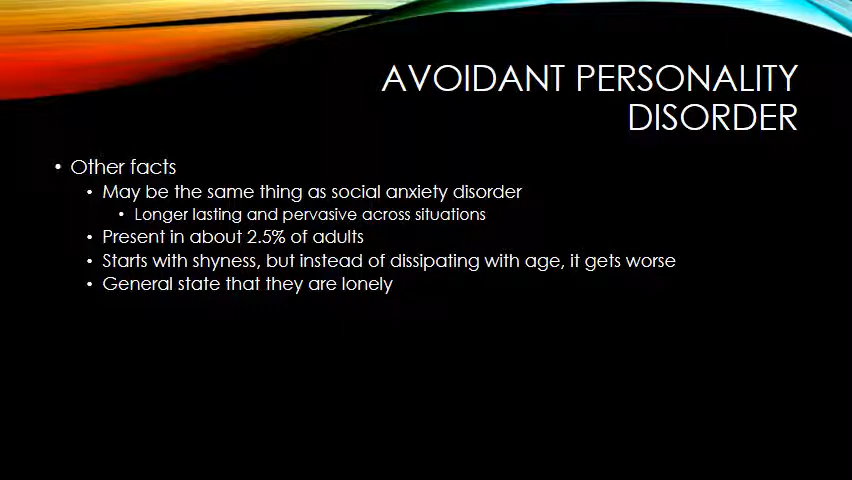 AVOIDANT PERSONALITY
DISORDER
• Other facts
• May be the same thing as social anxiety disorder
• Longer lasting and pervasive across situations
• Present in about 2.5% of adults
• Starts with shyness, but instead of dissipating with age, it gets worse
• General state that they are lonely